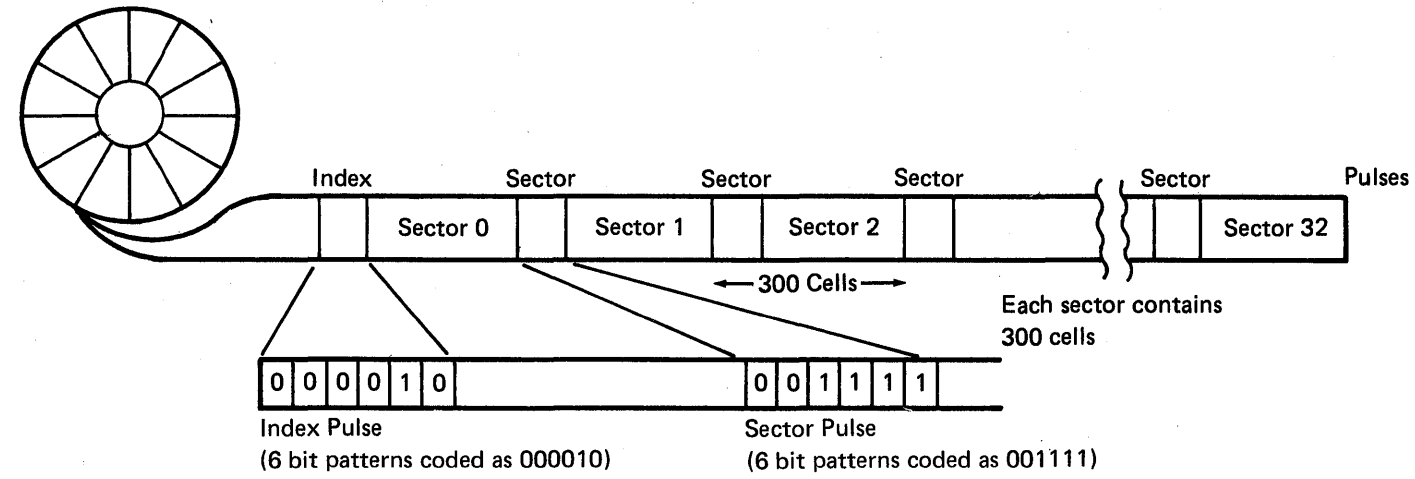 Index Sector Sector Sector Sector Pulses
Sector 0 Sector 1 Sector 2 Sector 32
300 Cells
Each sector contains
300 cells
0 0 0 0 1 0 0 0 1 1 1 1
Index Pulse Sector Pulse
(6 bit patterns coded as 000010) (6 bit patterns coded as 001111)